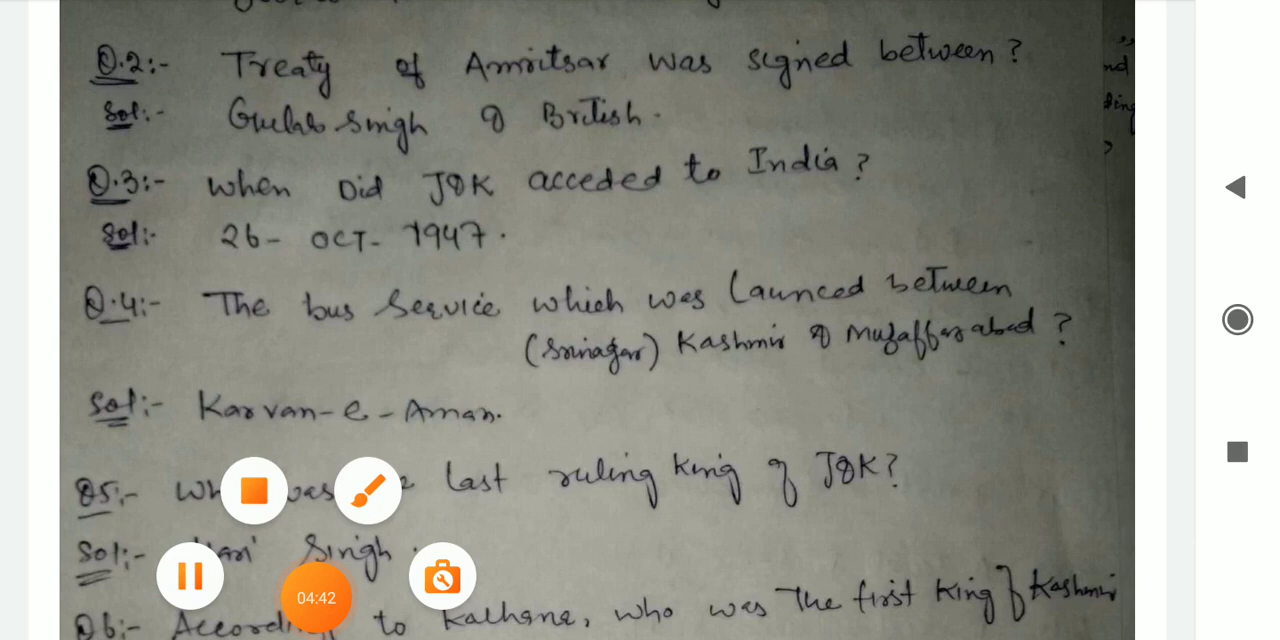 Q.2:- Treaty of Amritsar was signed between?
Sol:- Gulab Singh & British.
Q.3:- When Did J&K acceded to India?
Sol:- 26- OCT- 1947.
Q.4:- The bus Service which was Launced between
(Srinagar) Kashmir & Muzaffarabad?
Sol:- Karvan-e-Aman.
Q5:- last ruling king of J&K?
Sol:- Singh.
Q6:- to Kalhana, who was The first King of Kashmir
nd
ding
?
04:42